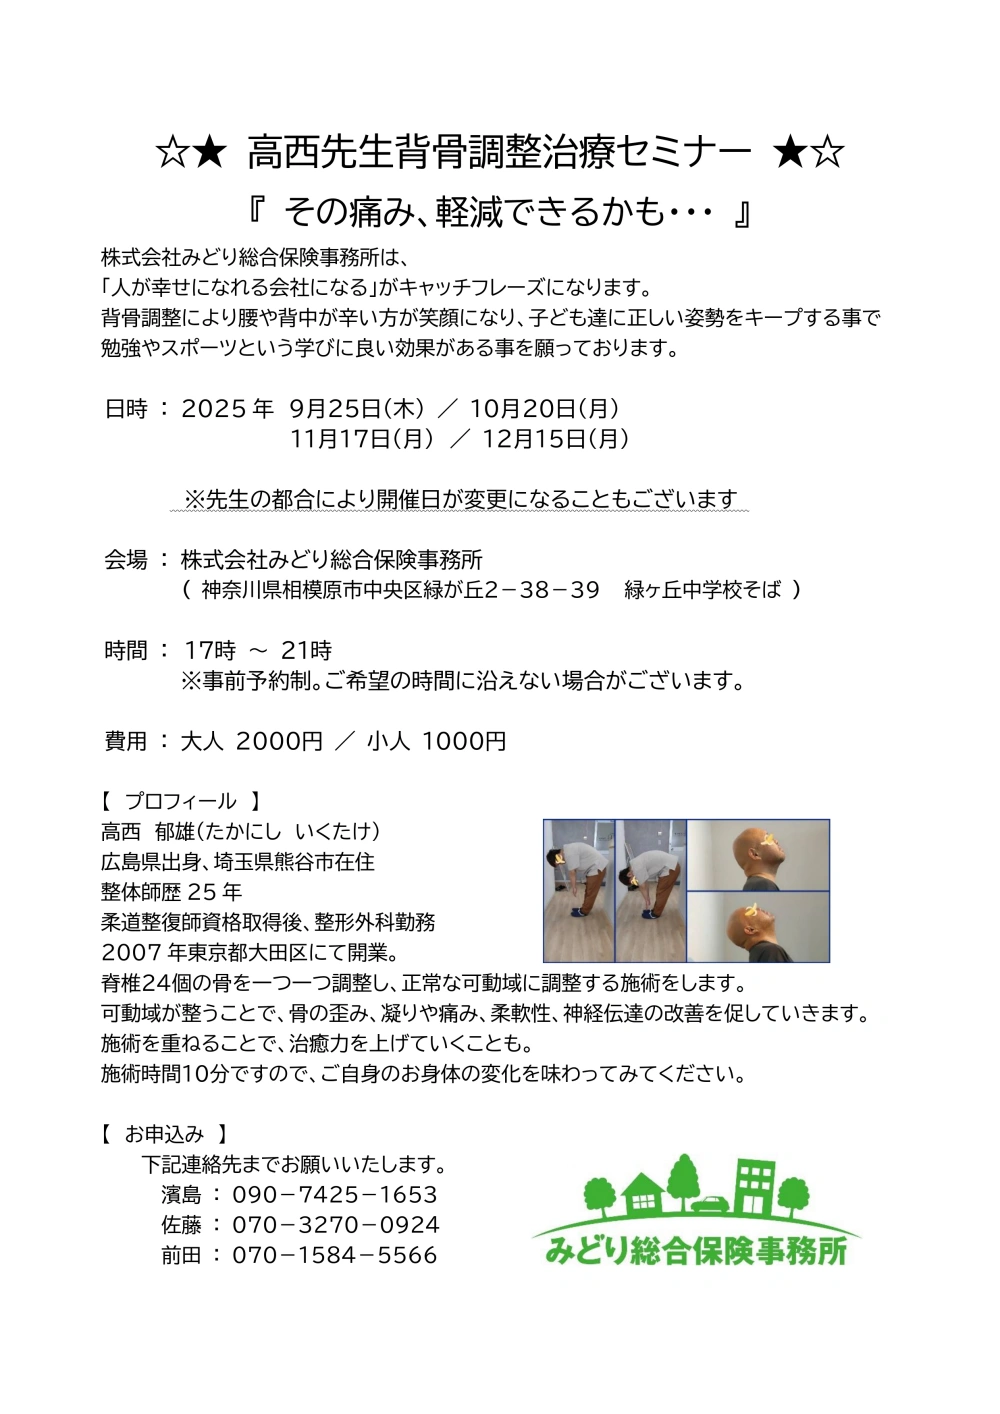 ☆★ 高西先生背骨調整治療セミナー ★☆
『 その痛み、軽減できるかも・・・ 』
株式会社みどり総合保険事務所は、
「人が幸せになれる会社になる」がキャッチフレーズになります。
背骨調整により腰や背中が辛い方が笑顔になり、子ども達に正しい姿勢をキープする事で
勉強やスポーツという学びに良い効果がある事を願っております。
日時 ： 2025年 9月25日(木) ／ 10月20日(月)
11月17日(月) ／ 12月15日(月)
※先生の都合により開催日が変更になることもございます
会場 ： 株式会社みどり総合保険事務所
( 神奈川県相模原市中央区緑が丘2－38－39 緑ヶ丘中学校そば )
時間 ： 17時 ～ 21時
※事前予約制。ご希望の時間に沿えない場合がございます。
費用 ： 大人 2000円 ／ 小人 1000円
【 プロフィール 】
高西 郁雄(たかにし いくたけ)
広島県出身、埼玉県熊谷市在住
整体師歴 25 年
柔道整復師資格取得後、整形外科勤務
2007 年東京都大田区にて開業。
脊椎24個の骨を一つ一つ調整し、正常な可動域に調整する施術をします。
可動域が整うことで、骨の歪み、凝りや痛み、柔軟性、神経伝達の改善を促していきます。
施術を重ねることで、治癒力を上げていくことも。
施術時間10分ですので、ご自身のお身体の変化を味わってみてください。
【 お申込み 】
下記連絡先までお願いいたします。
濱島 ： 090－7425－1653
佐藤 ： 070－3270－0924
前田 ： 070－1584－5566
みどり総合保険事務所